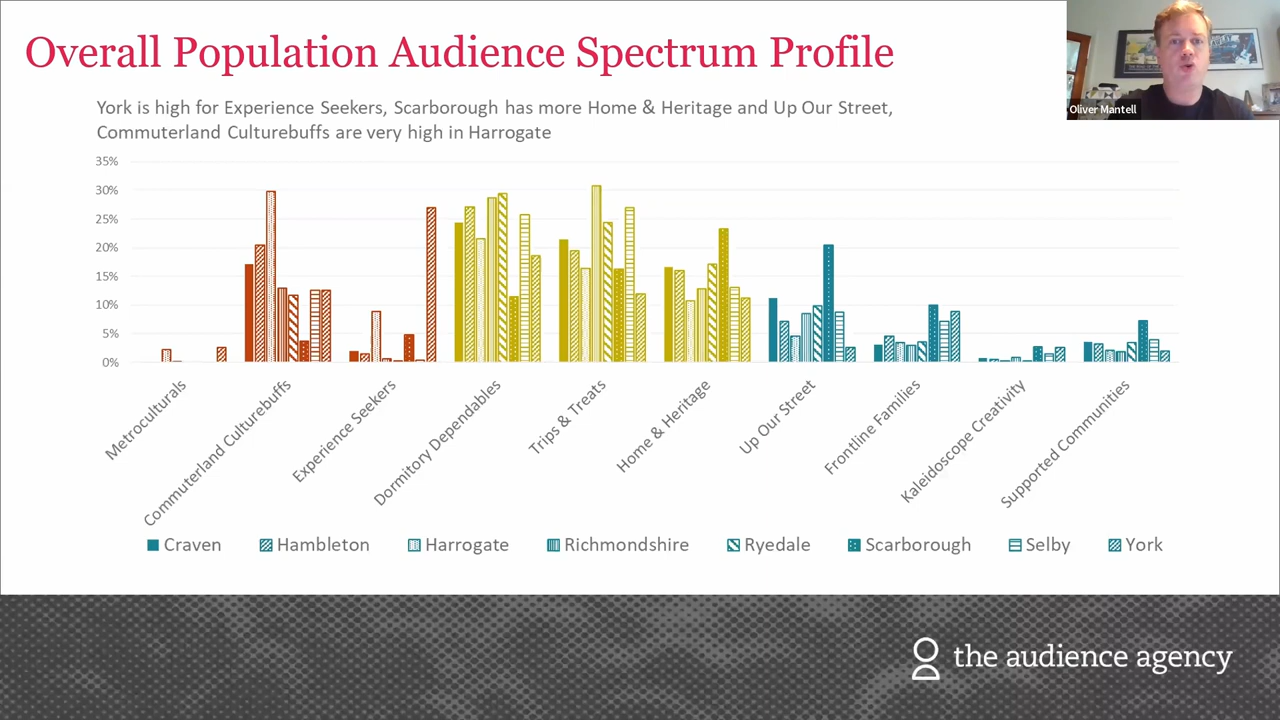 Overall Population Audience Spectrum Profile
Oliver Mantell
York is high for Experience Seekers, Scarborough has more Home & Heritage and Up Our Street,
Commuterland Culturebuffs are very high in Harrogate
35%
30%
25%
20%
15%
10%
5%
0%
Metroculturals
Commuterland Culturebuffs
Experience Seekers
Dormitory Dependables
Trips & Treats
Home & Heritage
Up Our Street
Frontline Families
Kaleidoscope Creativity
Supported Communities
Craven
Hambleton
Harrogate
Richmondshire
Ryedale
Scarborough
Selby
York
the audience agency